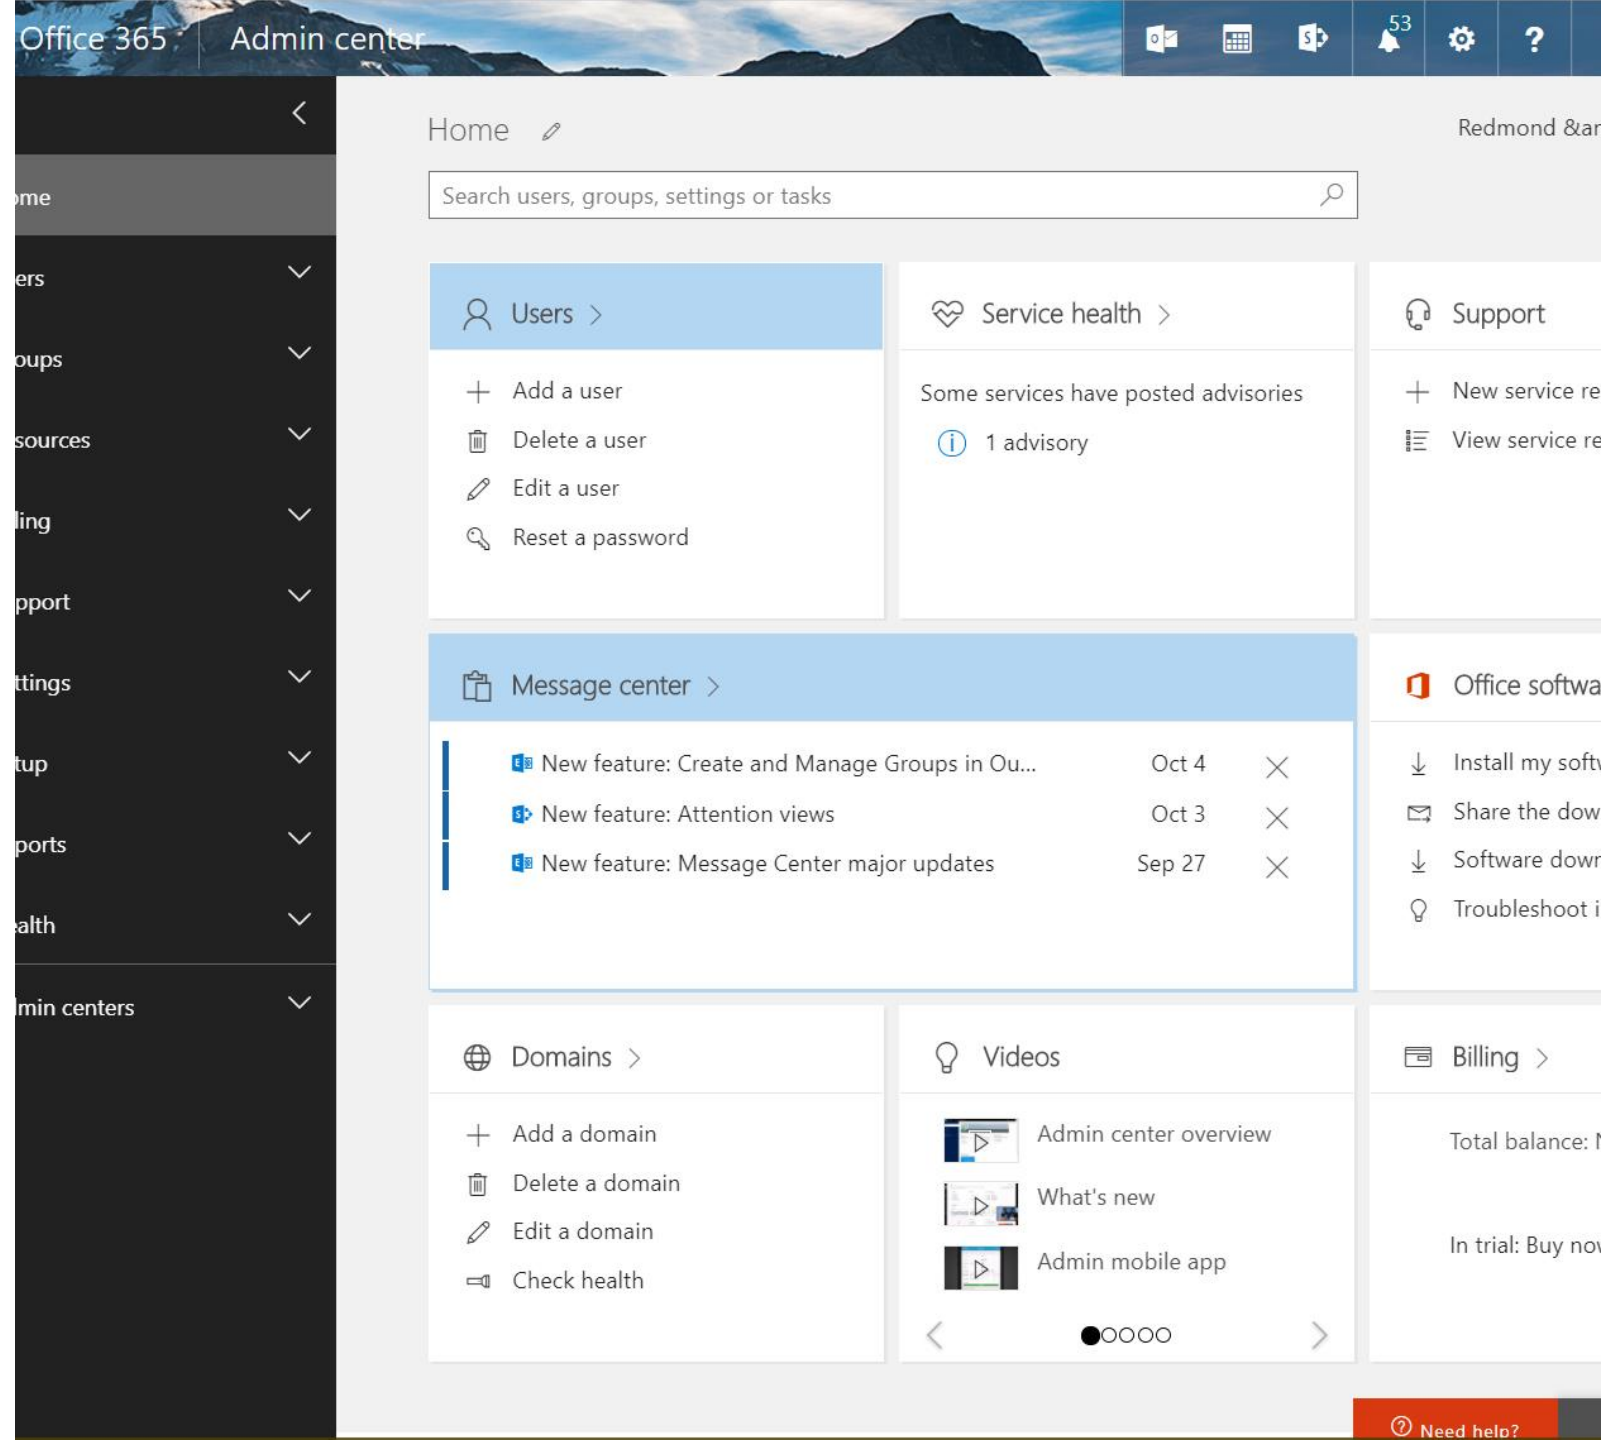 Office 365 Admin center 53 ?
Home
Redmond &ar
Search users, groups, settings or tasks
ome
ers
oups
sources
ling
pport
ttings
tup
ports
ealth
lmin centers
Users >
Add a user
Delete a user
Edit a user
Reset a password
Service health >
Some services have posted advisories
1 advisory
Support
New service re
View service re
Message center >
New feature: Create and Manage Groups in Ou... Oct 4
New feature: Attention views Oct 3
New feature: Message Center major updates Sep 27
Office softwa
Install my softw
Share the dow
Software down
Troubleshoot i
Domains >
Add a domain
Delete a domain
Edit a domain
Check health
Videos
Admin center overview
What's new
Admin mobile app
Billing >
Total balance: N
In trial: Buy now
Need help?